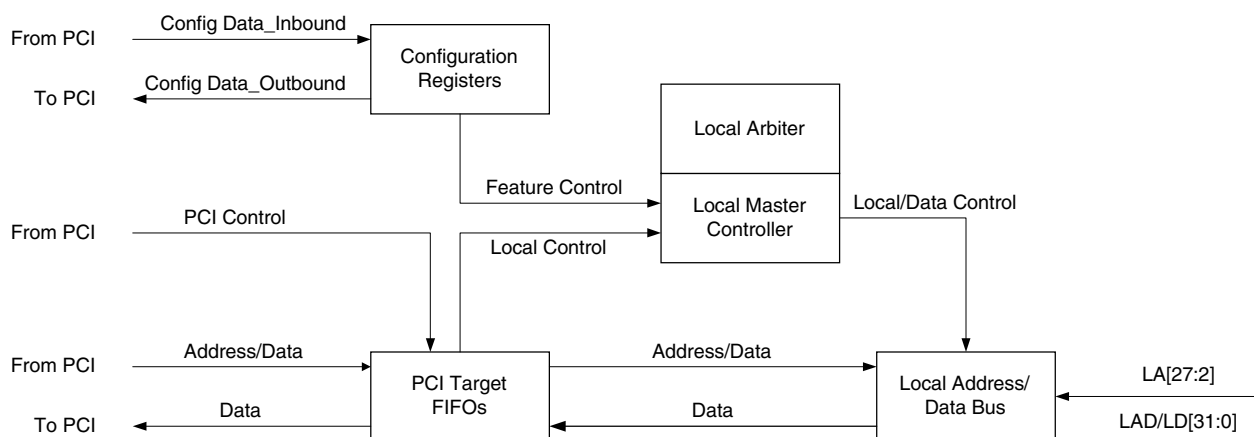 Config Data_Inbound
From PCI
Configuration
Registers
Config Data_Outbound
To PCI
Local Arbiter
Feature Control
Local Master
Controller
Local/Data Control
PCI Control
From PCI
Local Control
From PCI
Address/Data
Address/Data
PCI Target
FIFOs
Local Address/
Data Bus
LA[27:2]
To PCI
Data
Data
LAD/LD[31:0]